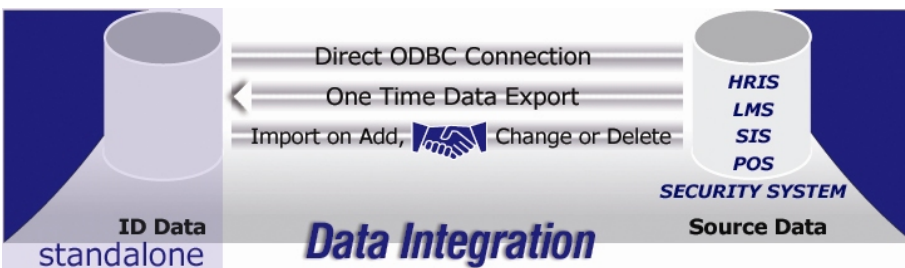 Direct ODBC Connection
One Time Data Export
Import on Add, Change or Delete
HRIS
LMS
SIS
POS
SECURITY SYSTEM
ID Data
standalone
Data Integration
Source Data